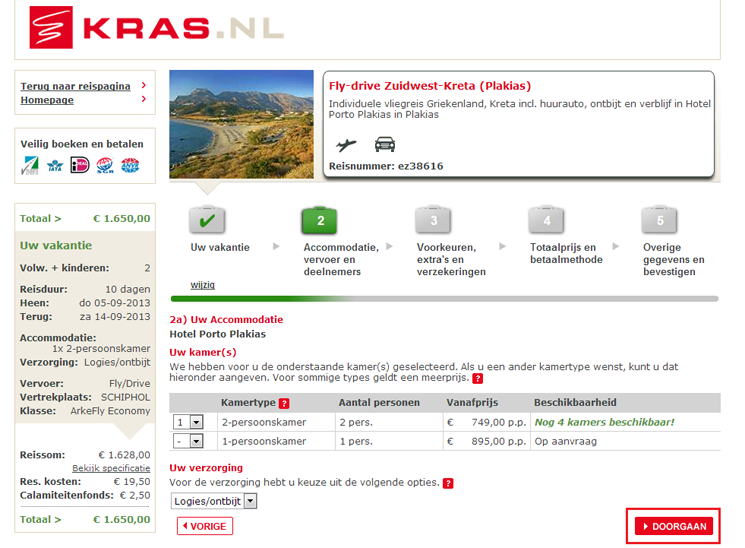 KRAS.NL
Terug naar reispagina
Homepage
Veilig boeken en betalen
IATA
iDEAL
SGR
ANVR
Totaal > € 1.650,00
Uw vakantie
Volw. + kinderen: 2
Reisduur: 10 dagen
Heen: do 05-09-2013
Terug: za 14-09-2013
Accommodatie:
1x 2-persoonskamer
Verzorging: Logies/ontbijt
Vervoer: Fly/Drive
Vertrekplaats: SCHIPHOL
Klasse: ArkeFly Economy
Reissom: € 1.628,00
Bekijk specificatie
Res. kosten: € 19,50
Calamiteitenfonds: € 2,50
Totaal > € 1.650,00
Fly-drive Zuidwest-Kreta (Plakias)
Individuele vliegreis Griekenland, Kreta incl. huurauto, ontbijt en verblijf in Hotel
Porto Plakias in Plakias
Reisnummer: ez38616
2 3 4 5
Uw vakantie
wijzig
Accommodatie,
vervoer en
deelnemers
Voorkeuren,
extra's en
verzekeringen
Totaalprijs en
betaalmethode
Overige
gegevens en
bevestigen
2a) Uw Accommodatie
Hotel Porto Plakias
Uw kamer(s)
We hebben voor u de onderstaande kamer(s) geselecteerd. Als u een ander kamertype wenst, kunt u dat
hieronder aangeven. Voor sommige types geldt een meerprijs. ?
Kamertype ? Aantal personen Vanafprijs Beschikbaarheid
1 2-persoonskamer 2 pers. € 749,00 p.p. Nog 4 kamers beschikbaar!
- 1-persoonskamer 1 pers. € 895,00 p.p. Op aanvraag
Uw verzorging
Voor de verzorging hebt u keuze uit de volgende opties. ?
Logies/ontbijt
VORIGE
DOORGAAN